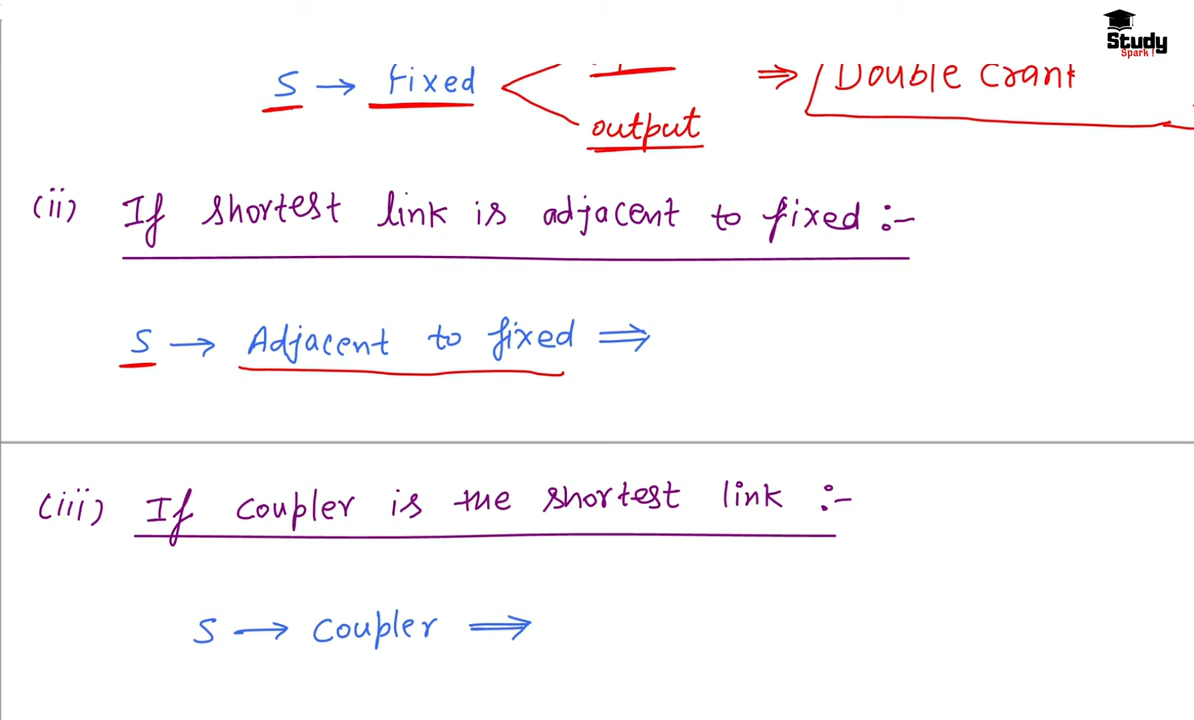 Study
Spark!
S → fixed
output
⇒ Double Crank
(ii) If shortest link is adjacent to fixed :-
S → Adjacent to fixed ⇒
(iii) If coupler is the shortest link :-
S → Coupler ⇒